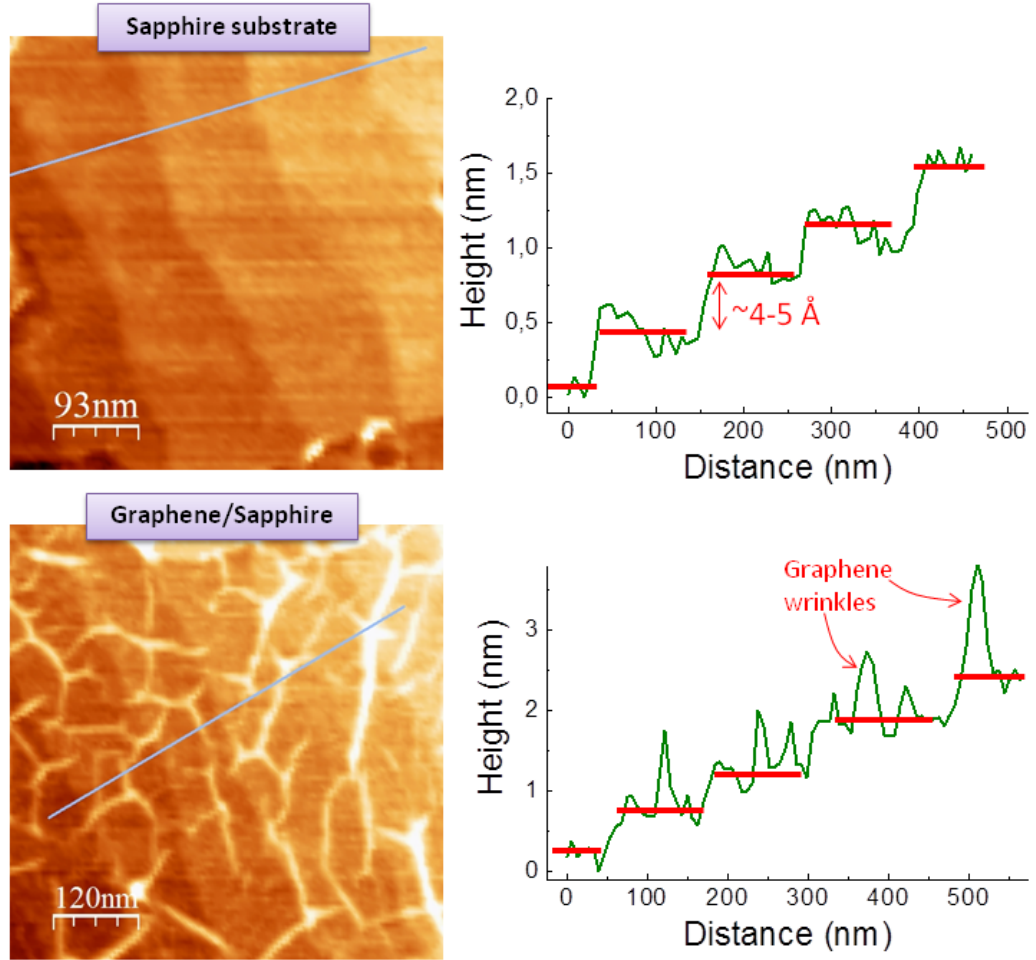 Sapphire substrate
93nm
Height (nm)
2,0
1,5
1,0
0,5
0,0
~4-5 Å
0 100 200 300 400 500
Distance (nm)
Graphene/Sapphire
120nm
Height (nm)
3
2
1
0
Graphene
wrinkles
0 100 200 300 400 500
Distance (nm)